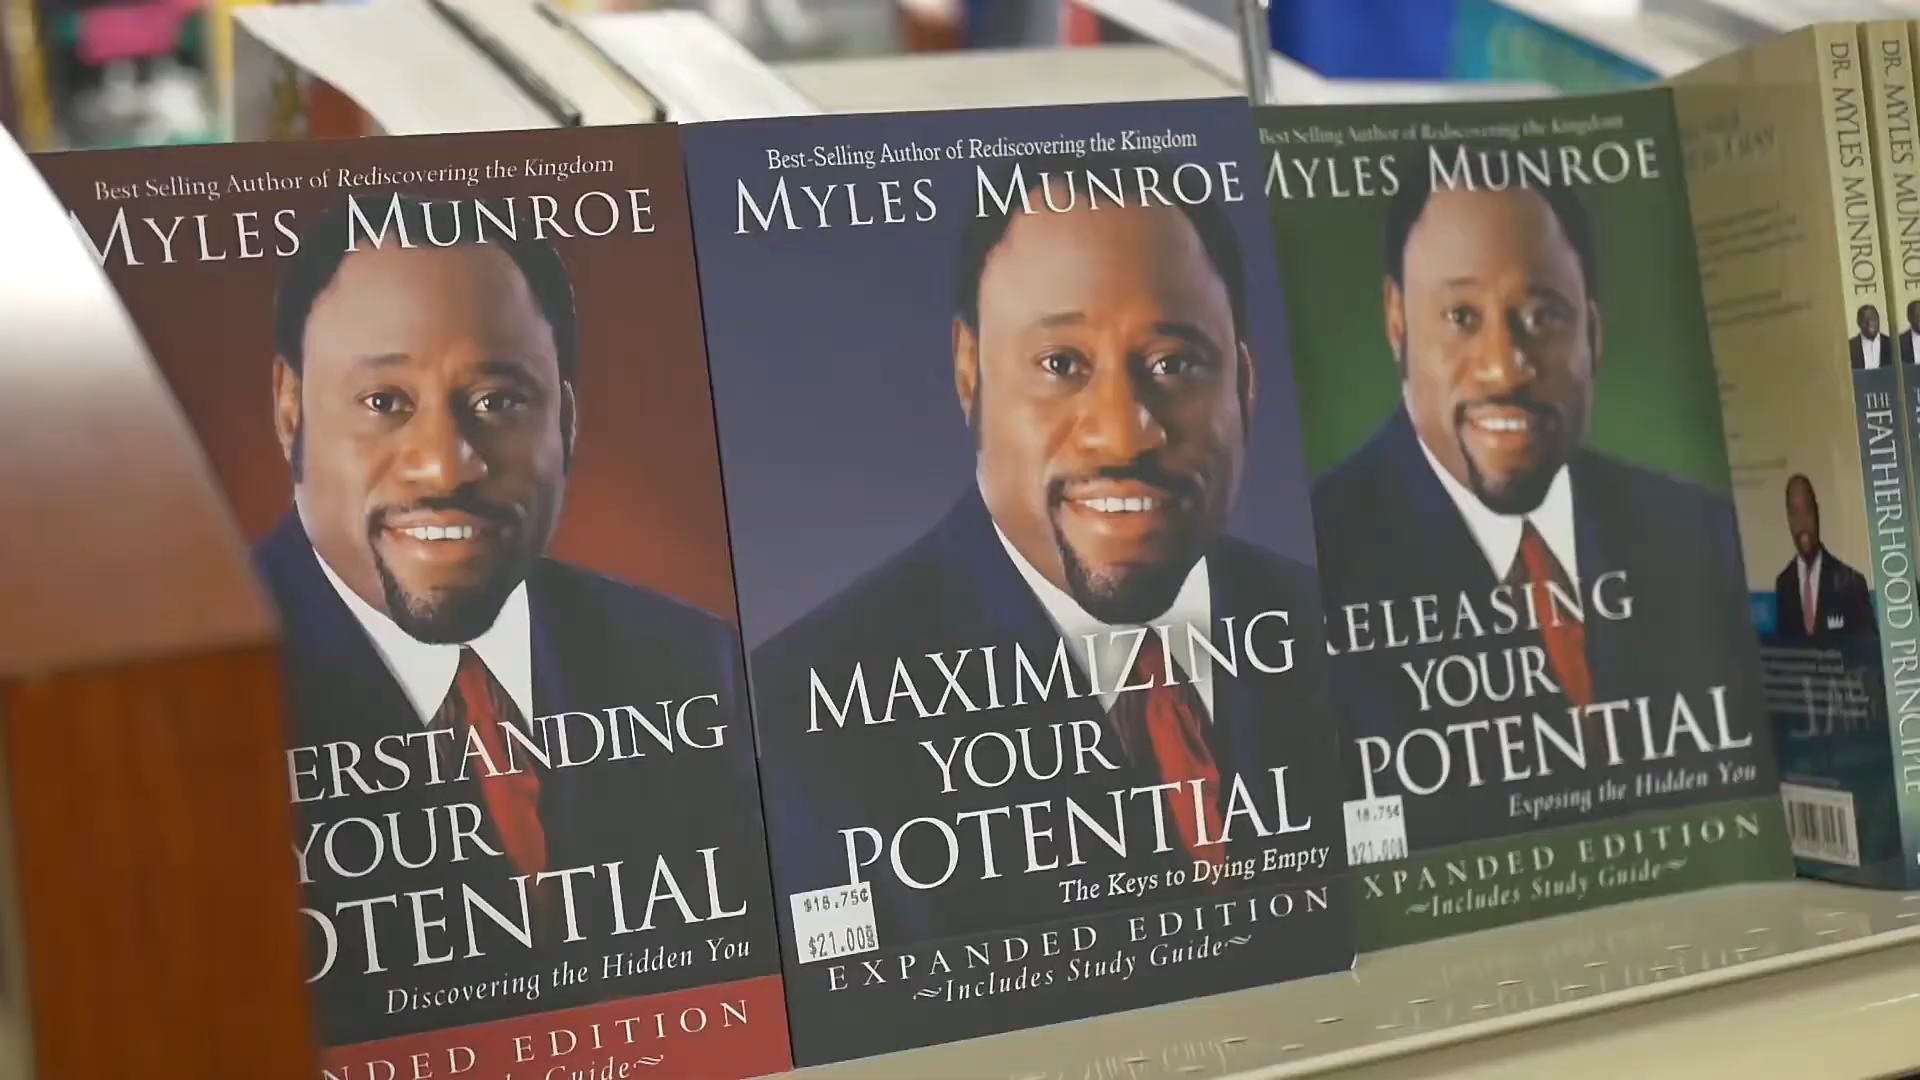 Best Selling Author of Rediscovering the Kingdom
MYLES MUNROE
ERSTANDING
YOUR
OTENTIAL
Discovering the Hidden You
NDED EDITION
Guide~
Best-Selling Author of Rediscovering the Kingdom
MYLES MUNROE
MAXIMIZING
YOUR
POTENTIAL
The Keys to Dying Empty
$18.75¢
$21.00
EXPANDED EDITION
~Includes Study Guide~
Best Selling Author of Rediscovering the Kingdom
MYLES MUNROE
RELEASING
YOUR
POTENTIAL
Exposing the Hidden You
18.75¢
$21.00
XPANDED EDITION
~Includes Study Guide~
DR. MYLES MUNROE
THE FATHERHOOD PRINCIPLE
DR. MYLES MUNROE